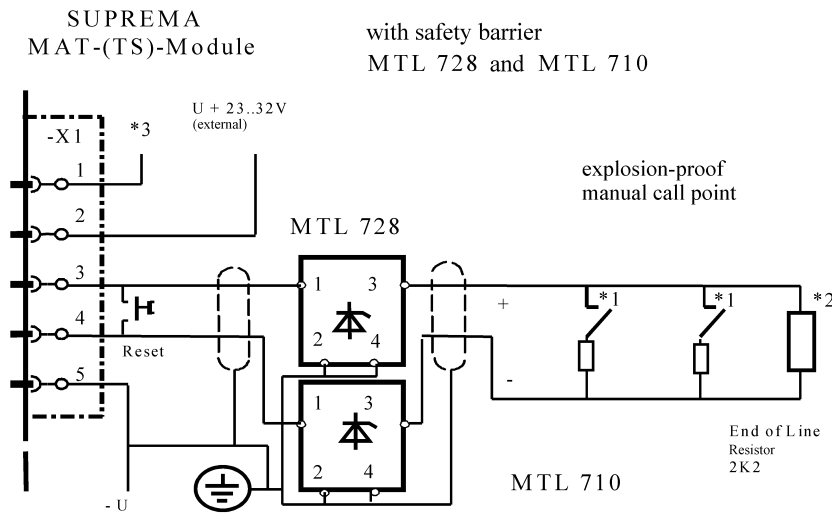 SUPREMA
MAT-(TS)-Module
with safety barrier
MTL 728 and MTL 710
U + 23..32V
(external)
-X1
*3
1
2
3
4
5
explosion-proof
manual call point
MTL 728
1 3
2 4
Reset
+
-
*1
*1
*2
1 3
2 4
End of Line
Resistor
2K2
MTL 710
- U